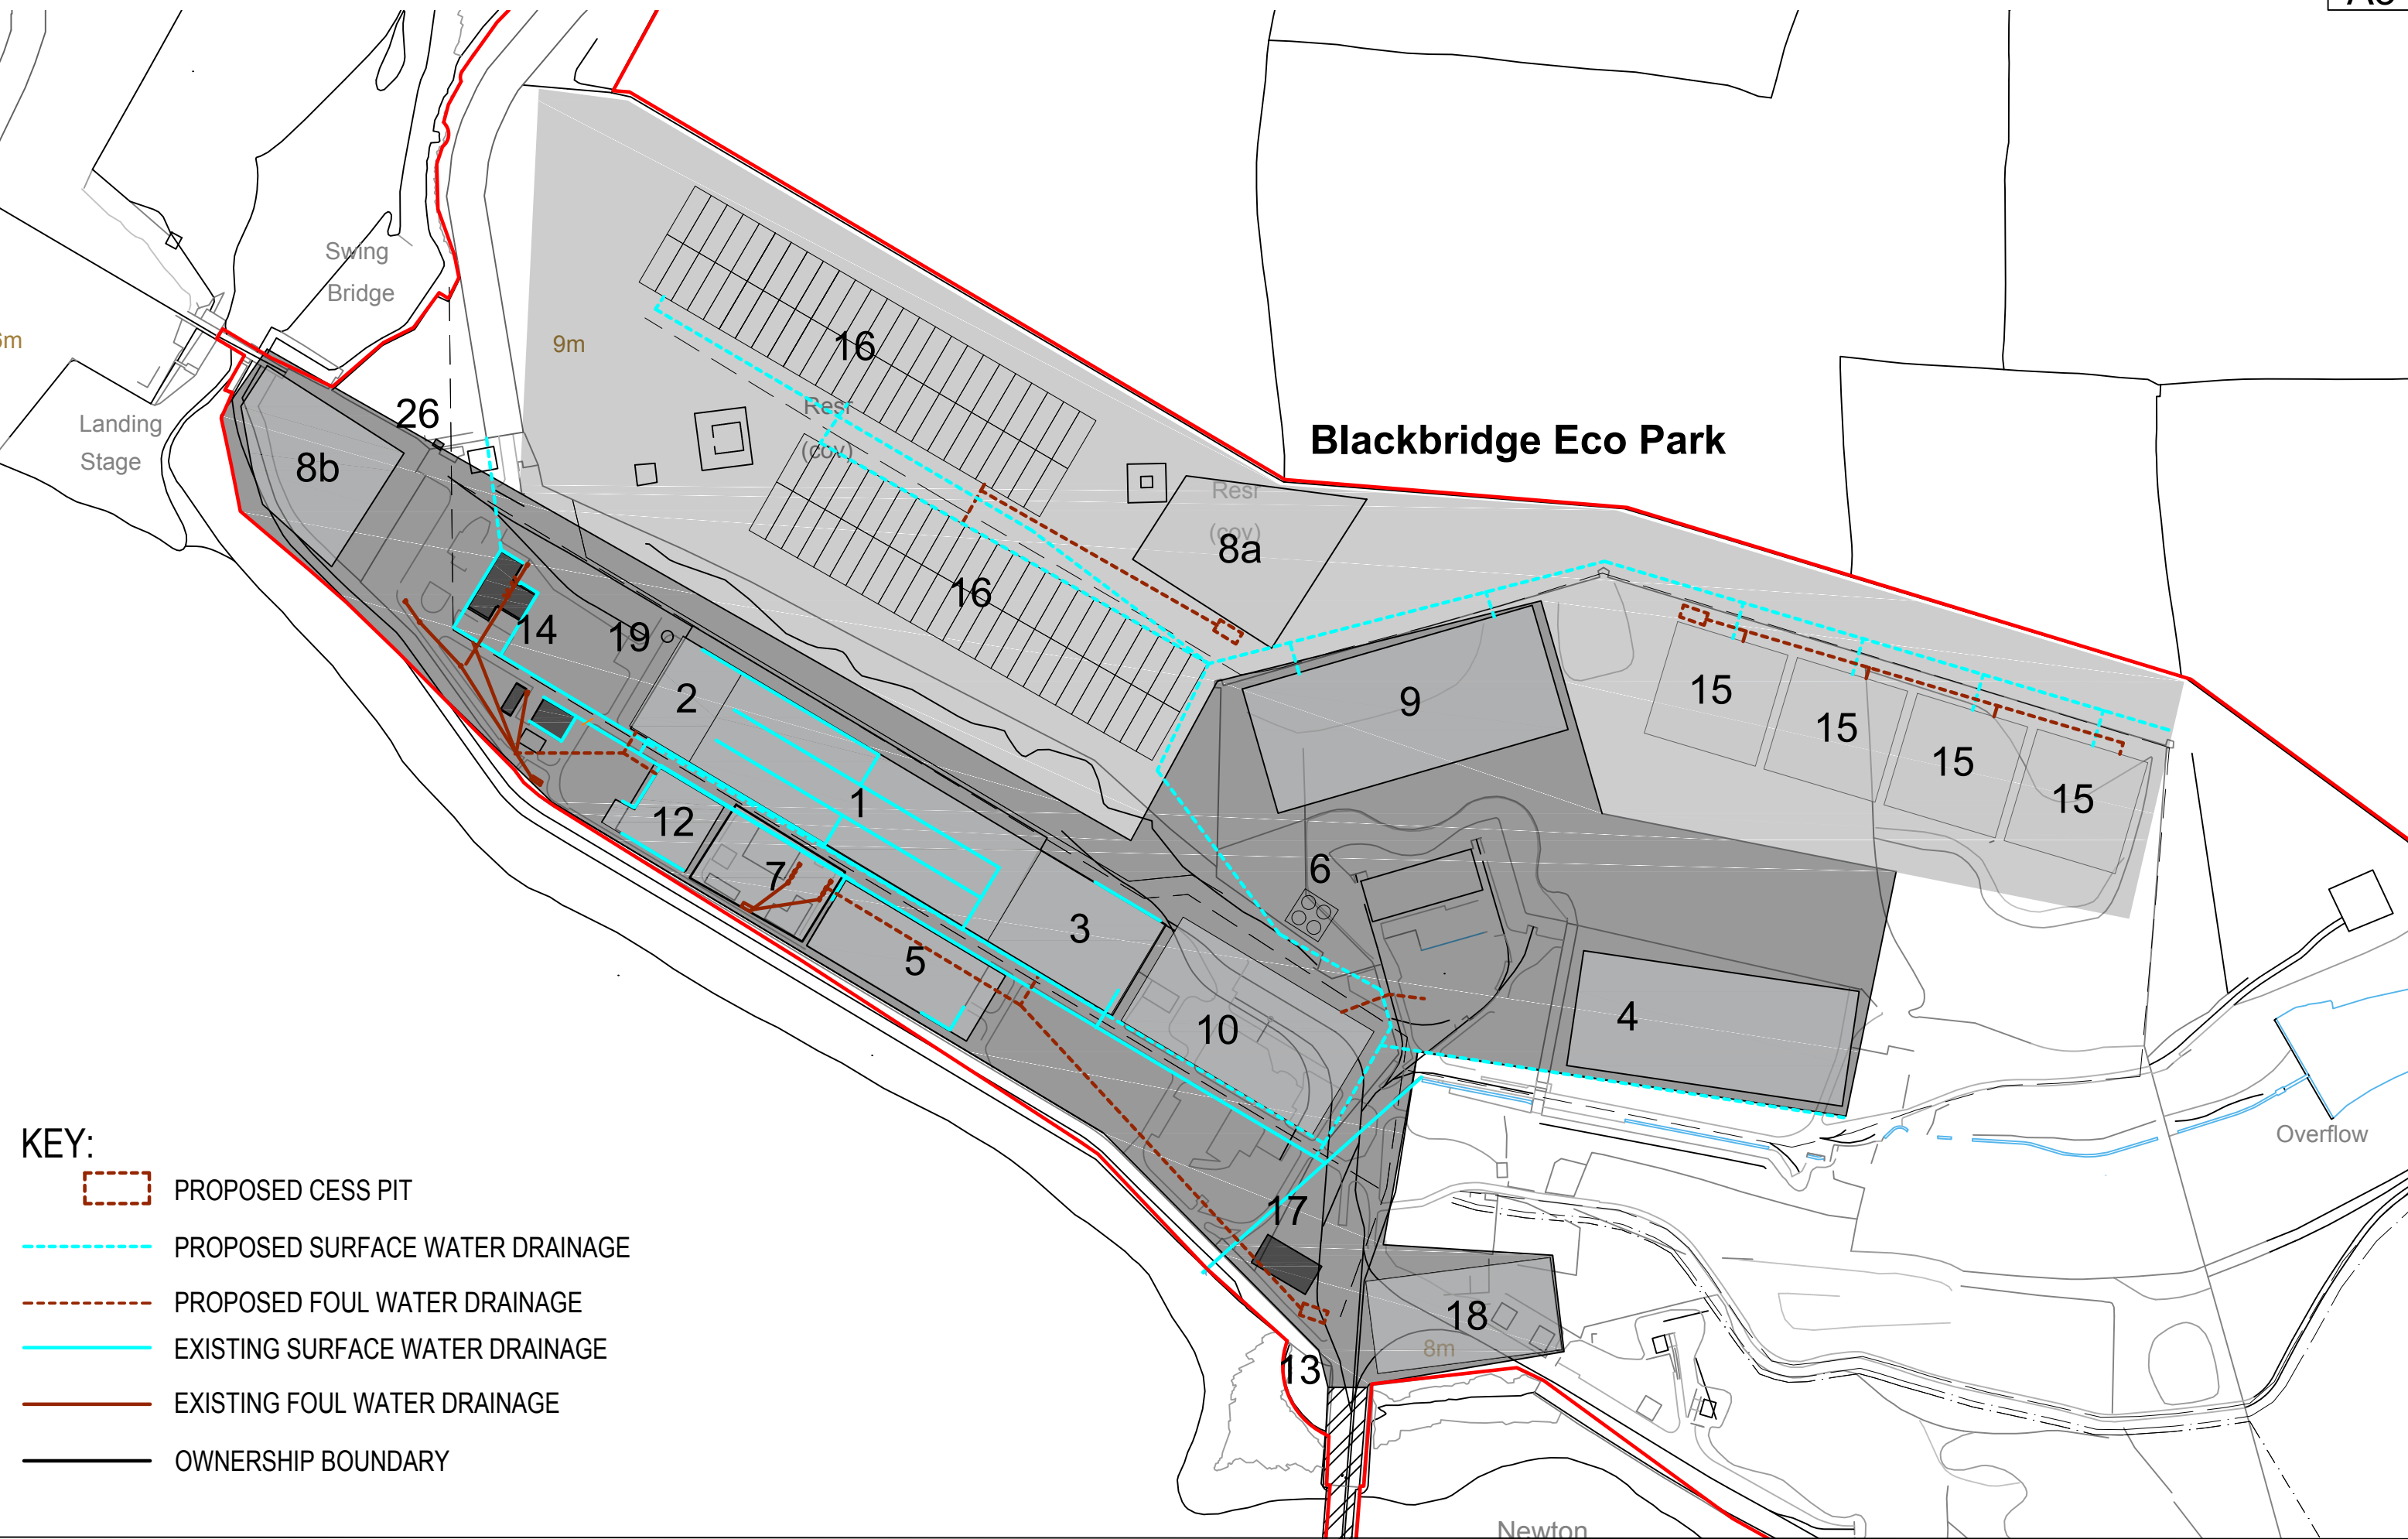 Swing
Bridge
9m
Landing
Stage
26
8b
16
Resr
(cov)
Blackbridge Eco Park
Resr
(cov)
8a
16
14
19
2
9
15
15
15
15
1
12
7
6
3
5
10
4
KEY:
PROPOSED CESS PIT
Overflow
PROPOSED SURFACE WATER DRAINAGE
17
PROPOSED FOUL WATER DRAINAGE
18
8m
EXISTING SURFACE WATER DRAINAGE
13
EXISTING FOUL WATER DRAINAGE
OWNERSHIP BOUNDARY
Newton